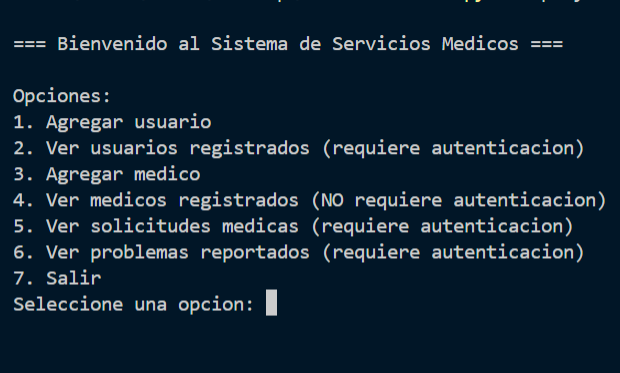 === Bienvenido al Sistema de Servicios Medicos ===
Opciones:
1. Agregar usuario
2. Ver usuarios registrados (requiere autenticacion)
3. Agregar medico
4. Ver medicos registrados (NO requiere autenticacion)
5. Ver solicitudes medicas (requiere autenticacion)
6. Ver problemas reportados (requiere autenticacion)
7. Salir
Seleccione una opcion: